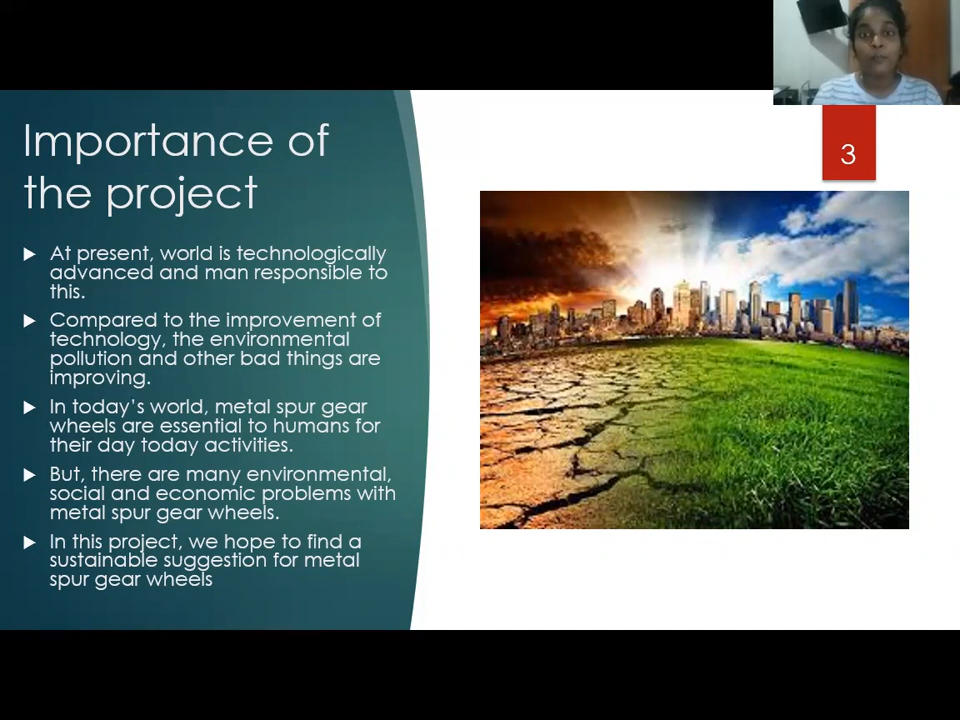 Importance of
the project
3
At present, world is technologically
advanced and man responsible to
this.
Compared to the improvement of
technology, the environmental
pollution and other bad things are
improving.
In today's world, metal spur gear
wheels are essential to humans for
their day today activities.
But, there are many environmental,
social and economic problems with
metal spur gear wheels.
In this project, we hope to find a
sustainable suggestion for metal
spur gear wheels